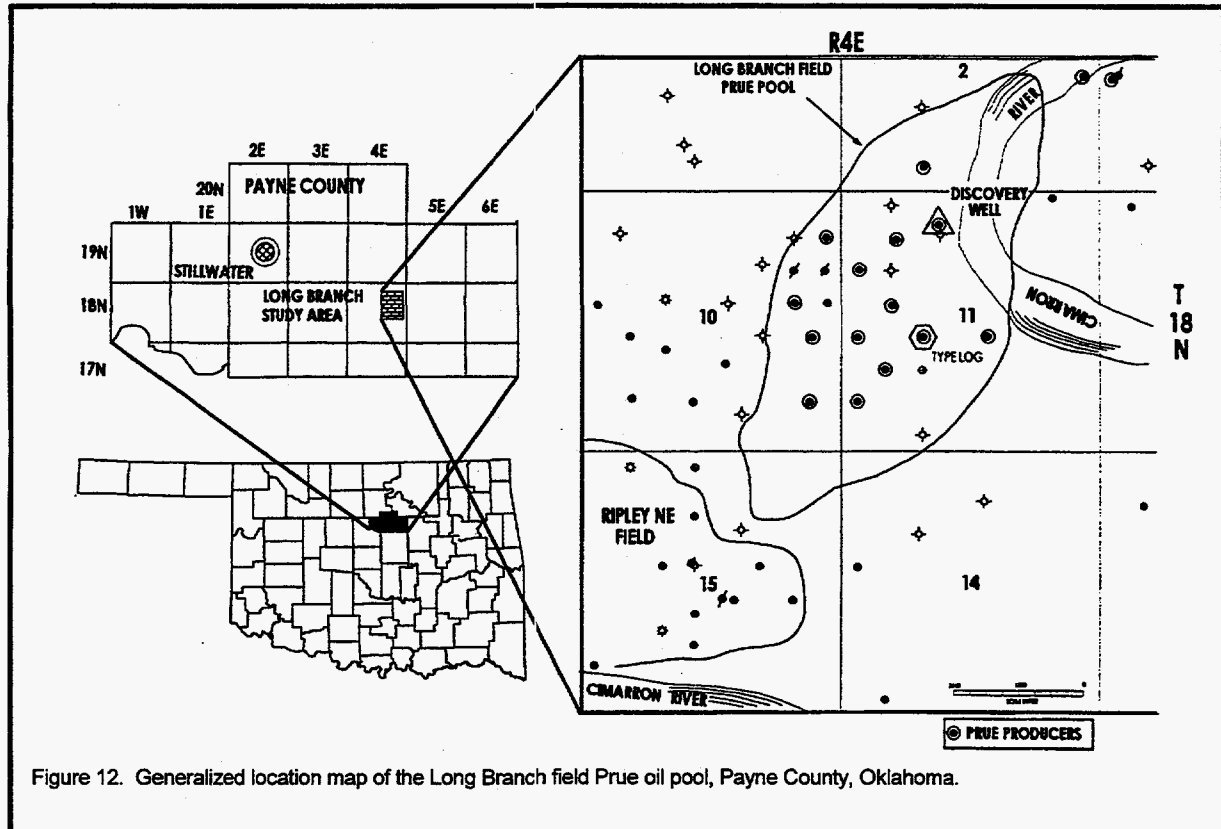 R4E
LONG BRANCH FIELD
PRUE POOL
2
RIVER
DISCOVERY
WELL
CIMARRON
T
18
N
10
11
TYPE LOG
RIPLEY NE
FIELD
15
14
CIMARRON RIVER
PRUE PRODUCERS
2E 3E 4E
20N PAYNE COUNTY
1W 1E 5E 6E
19N
STILLWATER
18N
LONG BRANCH
STUDY AREA
17N
Figure 12. Generalized location map of the Long Branch field Prue oil pool, Payne County, Oklahoma.